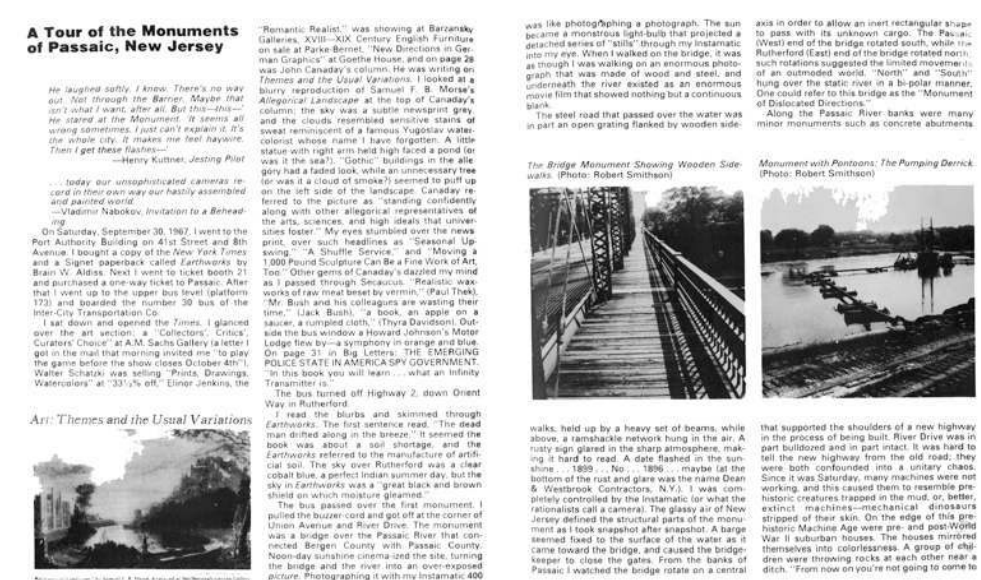 A Tour of the Monuments
of Passaic, New Jersey
He laughed softly. I know. There's no way
out. Not through the Barrier. Maybe that
isn't what I want, after all. But this—this—'
He stared at the Monument. 'It seems all
wrong sometimes. I just can't explain it. It's
the whole city. It makes me feel haywire.
Then I get these flashes—'
—Henry Kuttner, Jesting Pilot
. . . today our unsophisticated cameras re-
cord in their own way our hastily assembled
and painted world.
—Vladimir Nabokov, Invitation to a Behead-
ing
On Saturday, September 30, 1967, I went to the
Port Authority Building on 41st Street and 8th
Avenue. I bought a copy of the New York Times
and a Signet paperback called Earthworks by
Brain W. Aldiss. Next I went to ticket booth 21
and purchased a one-way ticket to Passaic. After
that I went up to the upper bus level (platform
173) and boarded the number 30 bus of the
Inter-City Transportation Co.
I sat down and opened the Times. I glanced
over the art section: a "Collectors', Critics',
Curators' Choice" at A.M. Sachs Gallery (a letter I
got in the mail that morning invited me "to play
the game before the show closes October 4th"),
Walter Schatzki was selling "Prints, Drawings,
Watercolors" at "33⅓% off," Elinor Jenkins, the
Art: Themes and the Usual Variations
"Romantic Realist," was showing at Barzansky
Galleries, XVIII—XIX Century English Furniture
on sale at Parke-Bernet, "New Directions in Ger-
man Graphics" at Goethe House, and on page 28
was John Canaday's column. He was writing on
Themes and the Usual Variations. I looked at a
blurry reproduction of Samuel F. B. Morse's
Allegorical Landscape at the top of Canaday's
column; the sky was a subtle newsprint grey,
and the clouds resembled sensitive stains of
sweat reminiscent of a famous Yugoslav water-
colorist whose name I have forgotten. A little
statue with right arm held high faced a pond (or
was it the sea?). "Gothic" buildings in the alle-
gory had a faded look, while an unnecessary tree
(or was it a cloud of smoke?) seemed to puff up
on the left side of the landscape. Canaday re-
ferred to the picture as "standing confidently
along with other allegorical representatives of
the arts, sciences, and high ideals that univer-
sities foster." My eyes stumbled over the news-
print, over such headlines as "Seasonal Up-
swing," "A Shuffle Service," and "Moving a
1,000 Pound Sculpture Can Be a Fine Work of Art,
Too." Other gems of Canaday's dazzled my mind
as I passed through Secaucus. "Realistic wax-
works of raw meat beset by vermin," (Paul Thek),
"Mr. Bush and his colleagues are wasting their
time," (Jack Bush), "a book, an apple on a
saucer, a rumpled cloth," (Thyra Davidson). Out-
side the bus window a Howard Johnson's Motor
Lodge flew by—a symphony in orange and blue.
On page 31 in Big Letters: THE EMERGING
POLICE STATE IN AMERICA SPY GOVERNMENT.
"In this book you will learn . . . what an Infinity
Transmitter is."
The bus turned off Highway 2, down Orient
Way in Rutherford.
I read the blurbs and skimmed through
Earthworks. The first sentence read, "The dead
man drifted along in the breeze." It seemed the
book was about a soil shortage, and the
Earthworks referred to the manufacture of artifi-
cial soil. The sky over Rutherford was a clear
cobalt blue, a perfect Indian summer day, but the
sky in Earthworks was a "great black and brown
shield on which moisture gleamed."
The bus passed over the first monument. I
pulled the buzzer-cord and got off at the corner of
Union Avenue and River Drive. The monument
was a bridge over the Passaic River that con-
nected Bergen County with Passaic County.
Noon-day sunshine cinema-ized the site, turning
the bridge and the river into an over-exposed
picture. Photographing it with my Instamatic 400
was like photographing a photograph. The sun
became a monstrous light-bulb that projected a
detached series of "stills" through my Instamatic
into my eye. When I walked on the bridge, it was
as though I was walking on an enormous photo-
graph that was made of wood and steel, and
underneath the river existed as an enormous
movie film that showed nothing but a continuous
blank.
The steel road that passed over the water was
in part an open grating flanked by wooden side-
The Bridge Monument Showing Wooden Side-
walks. (Photo: Robert Smithson)
walks, held up by a heavy set of beams, while
above, a ramshackle network hung in the air. A
rusty sign glared in the sharp atmosphere, mak-
ing it hard to read. A date flashed in the sun-
shine . . . 1899 . . . No . . . 1896 . . . maybe (at the
bottom of the rust and glare was the name Dean
& Westbrook Contractors, N.Y.). I was com-
pletely controlled by the Instamatic (or what the
rationalists call a camera). The glassy air of New
Jersey defined the structural parts of the monu-
ment as I took snapshot after snapshot. A barge
seemed fixed to the surface of the water as it
came toward the bridge, and caused the bridge-
keeper to close the gates. From the banks of
Passaic I watched the bridge rotate on a central
axis in order to allow an inert rectangular shape
to pass with its unknown cargo. The Passaic
(West) end of the bridge rotated south, while the
Rutherford (East) end of the bridge rotated north;
such rotations suggested the limited movements
of an outmoded world. "North" and "South"
hung over the static river in a bi-polar manner.
One could refer to this bridge as the "Monument
of Dislocated Directions."
Along the Passaic River banks were many
minor monuments such as concrete abutments
Monument with Pontoons: The Pumping Derrick.
(Photo: Robert Smithson)
that supported the shoulders of a new highway
in the process of being built. River Drive was in
part bulldozed and in part intact. It was hard to
tell the new highway from the old road; they
were both confounded into a unitary chaos.
Since it was Saturday, many machines were not
working, and this caused them to resemble pre-
historic creatures trapped in the mud, or, better,
extinct machines—mechanical dinosaurs
stripped of their skin. On the edge of this pre-
historic Machine Age were pre- and post-World
War II suburban houses. The houses mirrored
themselves into colorlessness. A group of chil-
dren were throwing rocks at each other near a
ditch. "From now on you're not going to come to